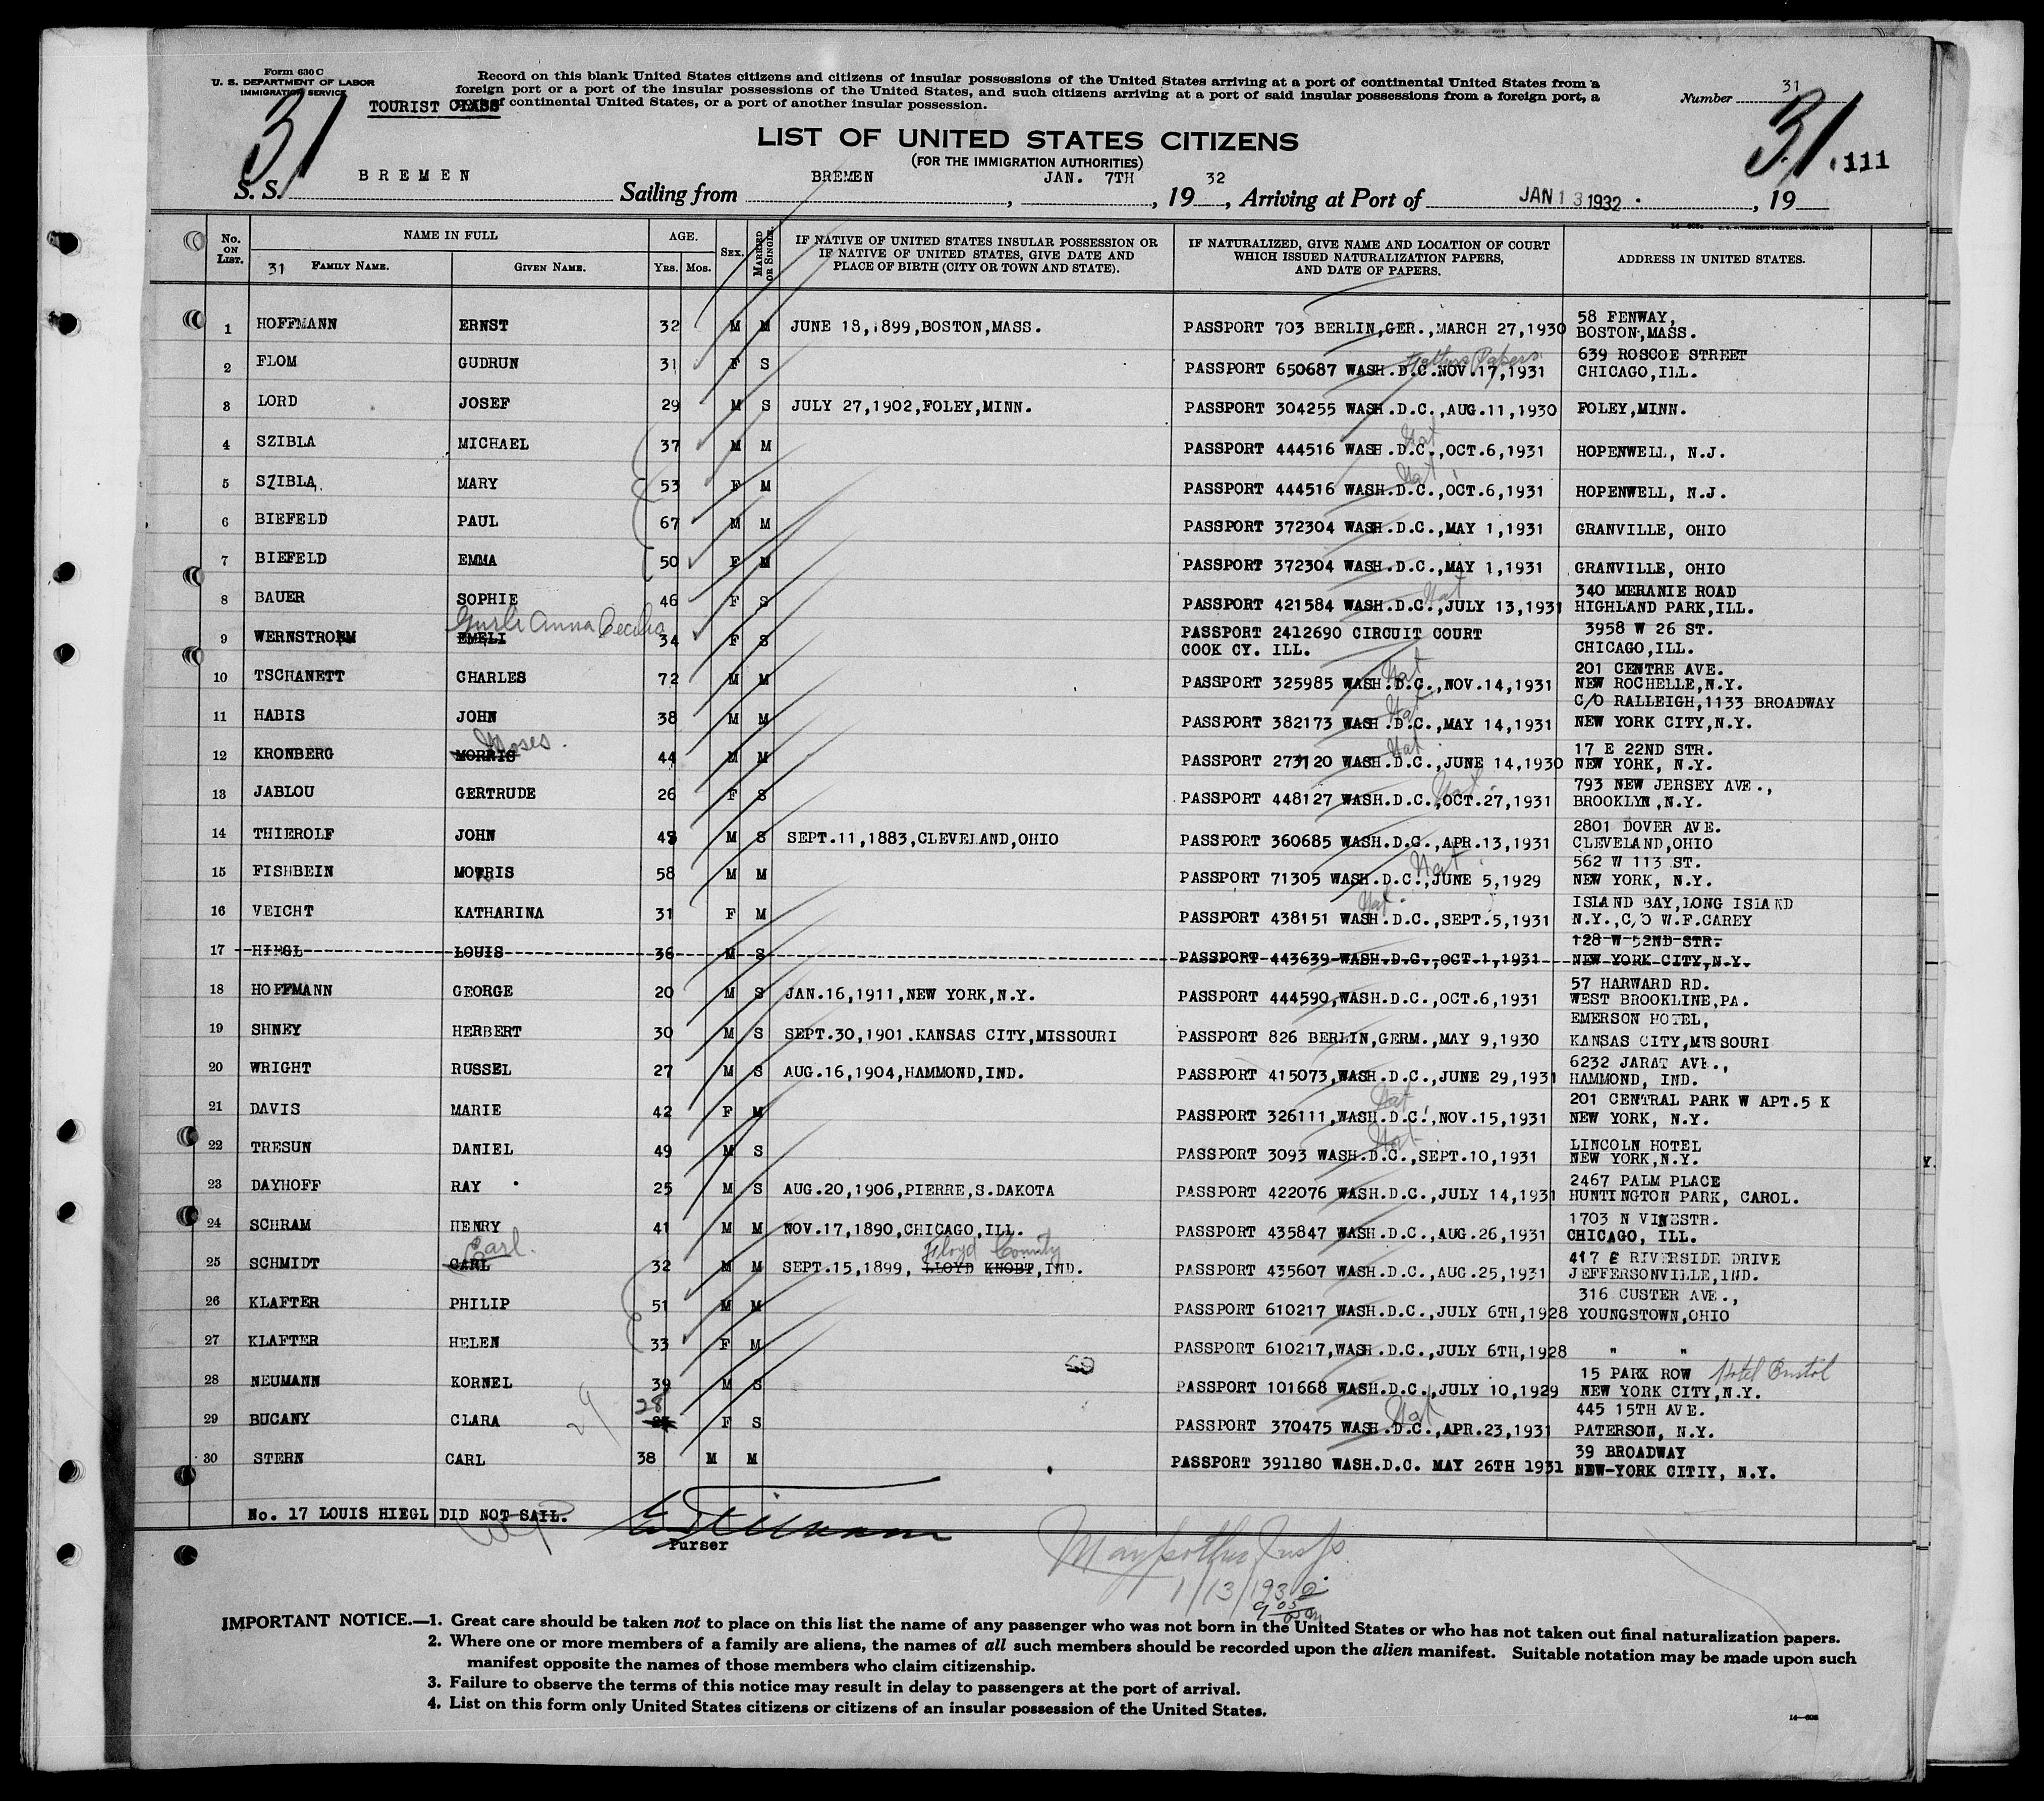 Form 630 C
U. S. DEPARTMENT OF LABOR
IMMIGRATION SERVICE
TOURIST CLASS
Record on this blank United States citizens and citizens of insular possessions of the United States arriving at a port of continental United States from a
foreign port or a port of the insular possessions of the United States, and such citizens arriving at a port of said insular possessions from a foreign port, a
port of continental United States, or a port of another insular possession.
Number 31
31
31
111
LIST OF UNITED STATES CITIZENS
(FOR THE IMMIGRATION AUTHORITIES)
S. S. BREMEN Sailing from BREMEN, JAN. 7TH, 1932, Arriving at Port of JAN 13 1932, 19
No. ON LIST. NAME IN FULL AGE. SEX. MARRIED OR SINGLE. IF NATIVE OF UNITED STATES INSULAR POSSESSION OR IF NATIVE OF UNITED STATES, GIVE DATE AND PLACE OF BIRTH (CITY OR TOWN AND STATE). IF NATURALIZED, GIVE NAME AND LOCATION OF COURT WHICH ISSUED NATURALIZATION PAPERS, AND DATE OF PAPERS. ADDRESS IN UNITED STATES.
31 FAMILY NAME. GIVEN NAME. YRS. MOS.
1 HOFFMANN ERNST 32 M M JUNE 18,1899,BOSTON,MASS. PASSPORT 703 BERLIN,GER.,MARCH 27,1930 58 FENWAY, BOSTON,MASS.
2 FLOM GUDRUN 31 F S PASSPORT 650687 WASH.D.C.NOV.17,1931 Fathers Papers 639 ROSCOE STREET CHICAGO,ILL.
3 LORD JOSEF 29 M S JULY 27,1902,FOLEY,MINN. PASSPORT 304255 WASH.D.C.,AUG.11,1930 FOLEY,MINN.
4 SZIBLA MICHAEL 37 M M PASSPORT 444516 WASH.D.C.,OCT.6,1931 Nat HOPENWELL, N.J.
5 SZIBLA MARY 53 F M PASSPORT 444516 WASH.D.C.,OCT.6,1931 Nat HOPENWELL, N.J.
6 BIEFELD PAUL 67 M M PASSPORT 372304 WASH.D.C.,MAY 1,1931 GRANVILLE, OHIO
7 BIEFELD EMMA 50 F M PASSPORT 372304 WASH.D.C.,MAY 1,1931 GRANVILLE, OHIO
8 BAUER SOPHIE 46 F S PASSPORT 421584 WASH.D.C.,JULY 13,1931 Nat 340 MERANIE ROAD HIGHLAND PARK,ILL.
9 WERNSTROEM EMELI Anna Cecilia 34 F S PASSPORT 2412690 CIRCUIT COURT COOK CY. ILL. 3958 W 26 ST. CHICAGO,ILL.
10 TSCHANETT CHARLES 72 M M PASSPORT 325985 WASH.D.C.,NOV.14,1931 Nat 201 CENTRE AVE. NEW ROCHELLE,N.Y.
11 HABIS JOHN 38 M M PASSPORT 382173 WASH.D.C.,MAY 14,1931 Nat C/O RALLEIGH,1133 BROADWAY NEW YORK CITY,N.Y.
12 KRONBERG MORRIS Moses. 44 M M PASSPORT 273120 WASH.D.C.,JUNE 14,1930 Nat 17 E 22ND STR. NEW YORK, N.Y.
13 JABLOU GERTRUDE 26 F S PASSPORT 448127 WASH.D.C.,OCT.27,1931 Nat 793 NEW JERSEY AVE., BROOKLYN,N.Y.
14 THIEROLF JOHN 48 M S SEPT.11,1883,CLEVELAND,OHIO PASSPORT 360685 WASH.D.C.,APR.13,1931 2801 DOVER AVE. CLEVELAND,OHIO
15 FISHBEIN MORRIS 58 M M PASSPORT 71305 WASH.D.C.,JUNE 5,1929 Nat 562 W 113 ST. NEW YORK, N.Y.
16 VEICHT KATHARINA 31 F M PASSPORT 438151 WASH.D.C.,SEPT.5,1931 Nat. ISLAND BAY,LONG ISLAND N.Y.,C/O W.F.CAREY
17 HIEGL LOUIS 36 M S PASSPORT 443639 WASH.D.C.,OCT.1,1931 128 W 52ND STR. NEW YORK CITY,N.Y.
18 HOFFMANN GEORGE 20 M S JAN.16,1911,NEW YORK,N.Y. PASSPORT 444590,WASH.D.C.,OCT.6,1931 57 HARWARD RD. WEST BROOKLINE,PA.
19 SHNEY HERBERT 30 M S SEPT.30,1901.KANSAS CITY,MISSOURI PASSPORT 826 BERLIN,GERM.,MAY 9,1930 EMERSON HOTEL, KANSAS CITY,MISSOURI
20 WRIGHT RUSSEL 27 M S AUG.16,1904,HAMMOND,IND. PASSPORT 415073,WASH.D.C.,JUNE 29,1931 6232 JARAT AVE., HAMMOND, IND.
21 DAVIS MARIE 42 F M PASSPORT 326111,WASH.D.C.,NOV.15,1931 Nat 201 CENTRAL PARK W APT.5 K NEW YORK, N.Y.
22 TRESUN DANIEL 49 M S PASSPORT 3093 WASH.D.C.,SEPT.10,1931 Nat LINCOLN HOTEL NEW YORK,N.Y.
23 DAYHOFF RAY 25 M S AUG.20,1906,PIERRE,S.DAKOTA PASSPORT 422076 WASH.D.C.,JULY 14,1931 2467 PALM PLACE HUNTINGTON PARK, CAROL.
24 SCHRAM HENRY 41 M M NOV.17,1890,CHICAGO,ILL. PASSPORT 435847 WASH.D.C.,AUG.26,1931 1703 N VINESTR. CHICAGO, ILL.
25 SCHMIDT CARL Earl. 32 M M SEPT.15,1899, LLOYD KNOBT,IND. Floyd County PASSPORT 435607 WASH.D.C.,AUG.25,1931 417 E RIVERSIDE DRIVE JEFFERSONVILLE,IND.
26 KLAFTER PHILIP 51 M M PASSPORT 610217 WASH.D.C.,JULY 6TH,1928 316 CUSTER AVE., YOUNGSTOWN,OHIO
27 KLAFTER HELEN 33 F M PASSPORT 610217,WASH.D.C.,JULY 6TH,1928 " "
28 NEUMANN KORNEL 39 M S PASSPORT 101668 WASH.D.C.,JULY 10,1929 15 PARK ROW Hotel Bristol NEW YORK CITY,N.Y.
29 BUCANY CLARA 28 F S PASSPORT 370475 WASH.D.C.,APR.23,1931 Nat 445 15TH AVE. PATERSON, N.Y.
30 STERN CARL 38 M M PASSPORT 391180 WASH.D.C. MAY 26TH 1931 39 BROADWAY NEW-YORK CITIY, N.Y.
29
No. 17 LOUIS HIEGL DID NOT SAIL.
Purser
1/13/1932
9 05 am
IMPORTANT NOTICE.—1. Great care should be taken not to place on this list the name of any passenger who was not born in the United States or who has not taken out final naturalization papers.
2. Where one or more members of a family are aliens, the names of all such members should be recorded upon the alien manifest. Suitable notation may be made upon such
manifest opposite the names of those members who claim citizenship.
3. Failure to observe the terms of this notice may result in delay to passengers at the port of arrival.
4. List on this form only United States citizens or citizens of an insular possession of the United States.